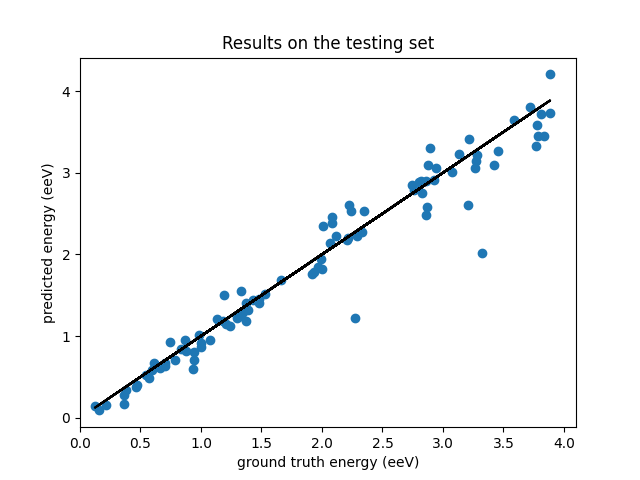 Results on the testing set
predicted energy (eeV)
4
3
2
1
0
0.0 0.5 1.0 1.5 2.0 2.5 3.0 3.5 4.0
ground truth energy (eeV)